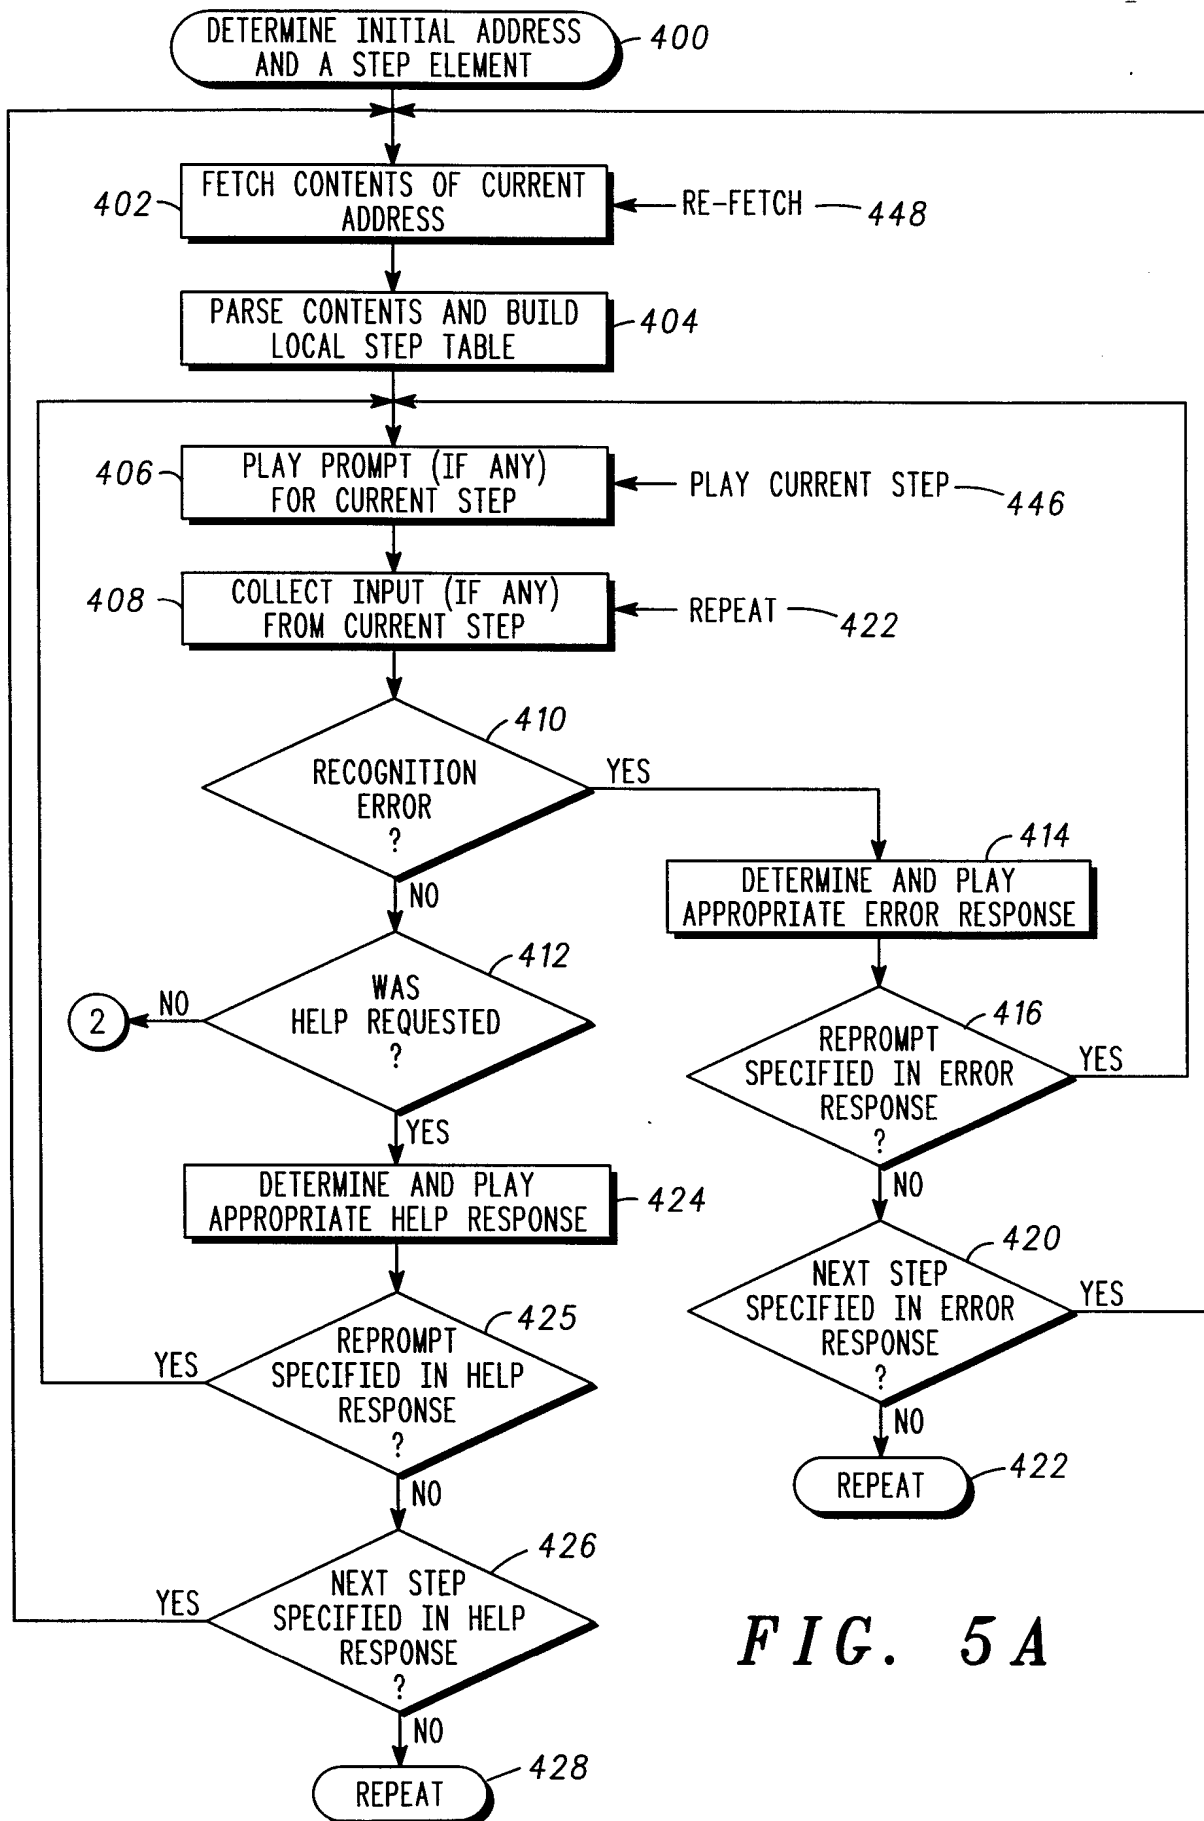 DETERMINE INITIAL ADDRESS
AND A STEP ELEMENT
400
FETCH CONTENTS OF CURRENT
ADDRESS
402
RE-FETCH
448
PARSE CONTENTS AND BUILD
LOCAL STEP TABLE
404
406
PLAY PROMPT (IF ANY)
FOR CURRENT STEP
PLAY CURRENT STEP
446
408
COLLECT INPUT (IF ANY)
FROM CURRENT STEP
REPEAT
422
410
RECOGNITION
ERROR
?
YES
NO
414
DETERMINE AND PLAY
APPROPRIATE ERROR RESPONSE
412
WAS
HELP REQUESTED
?
NO
2
YES
416
REPROMPT
SPECIFIED IN ERROR
RESPONSE
?
YES
NO
DETERMINE AND PLAY
APPROPRIATE HELP RESPONSE
424
420
NEXT STEP
SPECIFIED IN ERROR
RESPONSE
?
YES
NO
425
REPROMPT
SPECIFIED IN HELP
RESPONSE
?
YES
NO
REPEAT
422
426
NEXT STEP
SPECIFIED IN HELP
RESPONSE
?
YES
NO
REPEAT
428
FIG. 5A